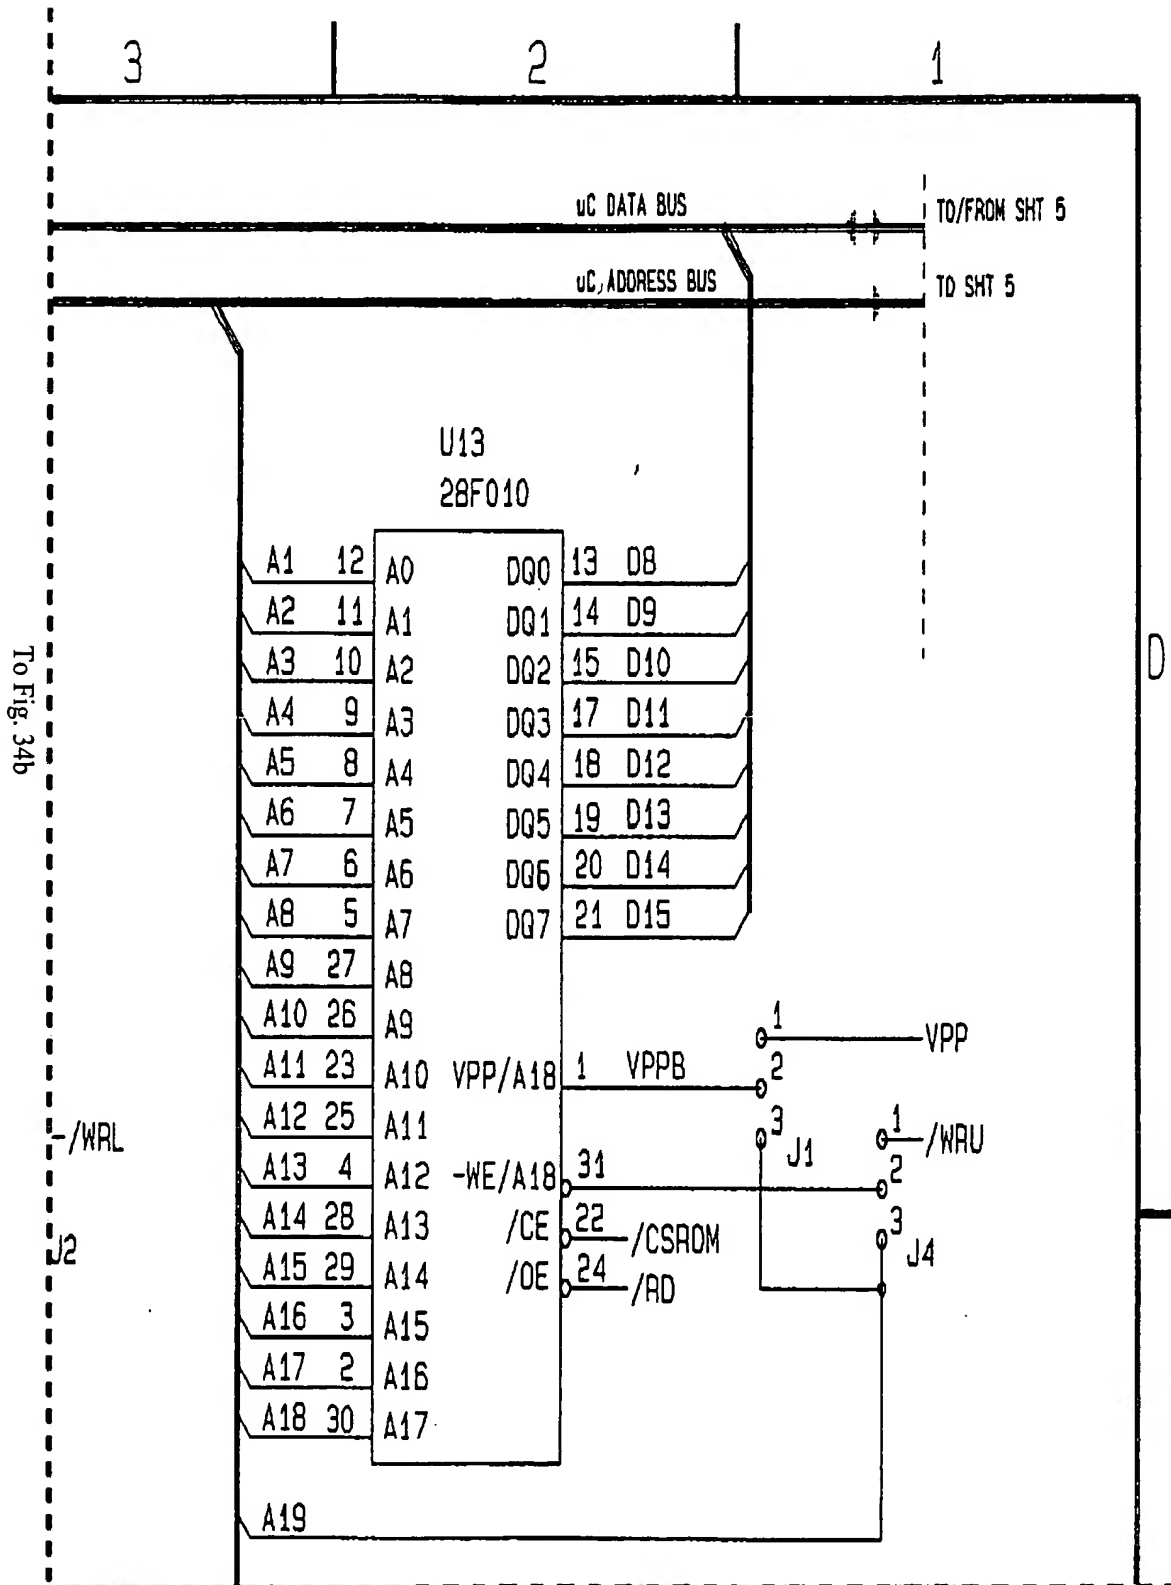 3 2 1
uC DATA BUS
TO/FROM SHT 5
uC ADDRESS BUS
TO SHT 5
U13
28F010
A1 12 A0 DQ0 13 D8
A2 11 A1 DQ1 14 D9
A3 10 A2 DQ2 15 D10
A4 9 A3 DQ3 17 D11
A5 8 A4 DQ4 18 D12
A6 7 A5 DQ5 19 D13
A7 6 A6 DQ6 20 D14
A8 5 A7 DQ7 21 D15
A9 27 A8
A10 26 A9
A11 23 A10 VPP/A18 1 VPPB
A12 25 A11
A13 4 A12 -WE/A18 31
A14 28 A13 /CE 22 /CSROM
A15 29 A14 /OE 24 /RD
A16 3 A15
A17 2 A16
A18 30 A17
A19
1 VPP
2
3 J1
1 /WRU
2
3 J4
-/WRL
J2
D
To Fig. 34b